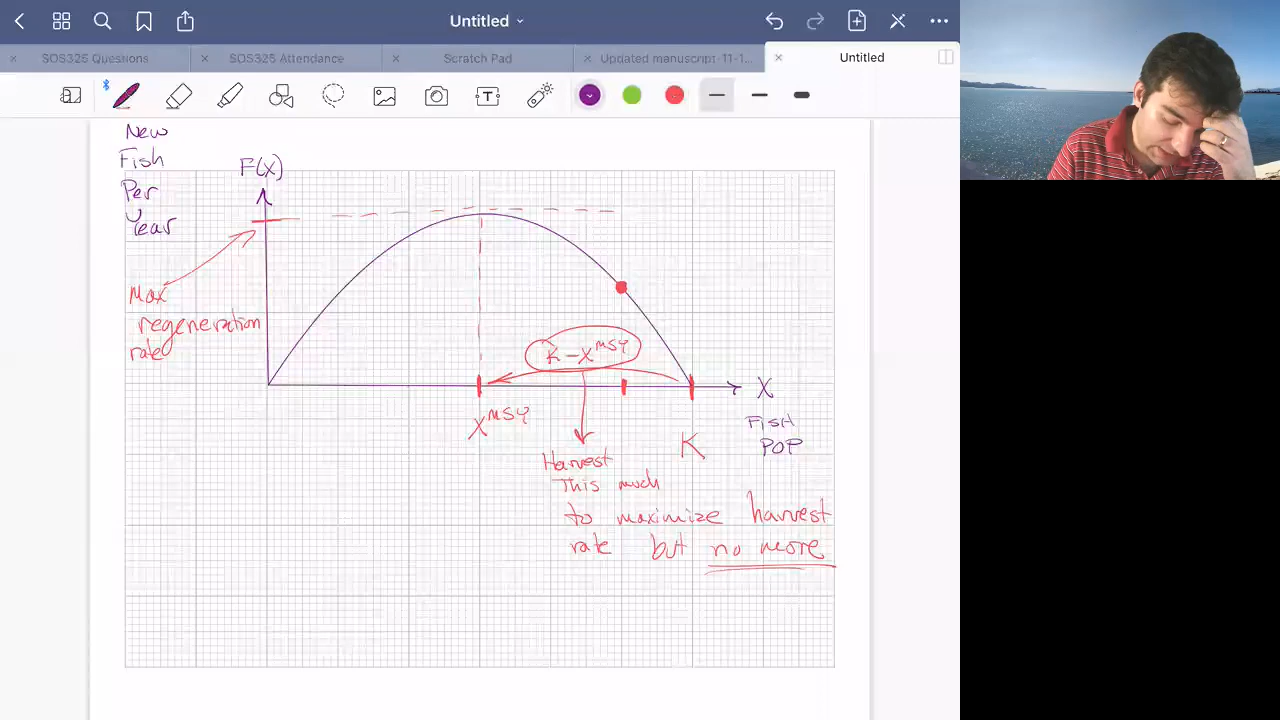 Untitled
SOS325 Questions
SOS325 Attendance
Scratch Pad
Updated manuscript-11-1...
Untitled
New
Fish
Per
Year
F(X)
Max
regeneration
rate
K - X^MSY
X^MSY
K
X
Fish
POP
Harvest
This much
to maximize harvest
rate but no more